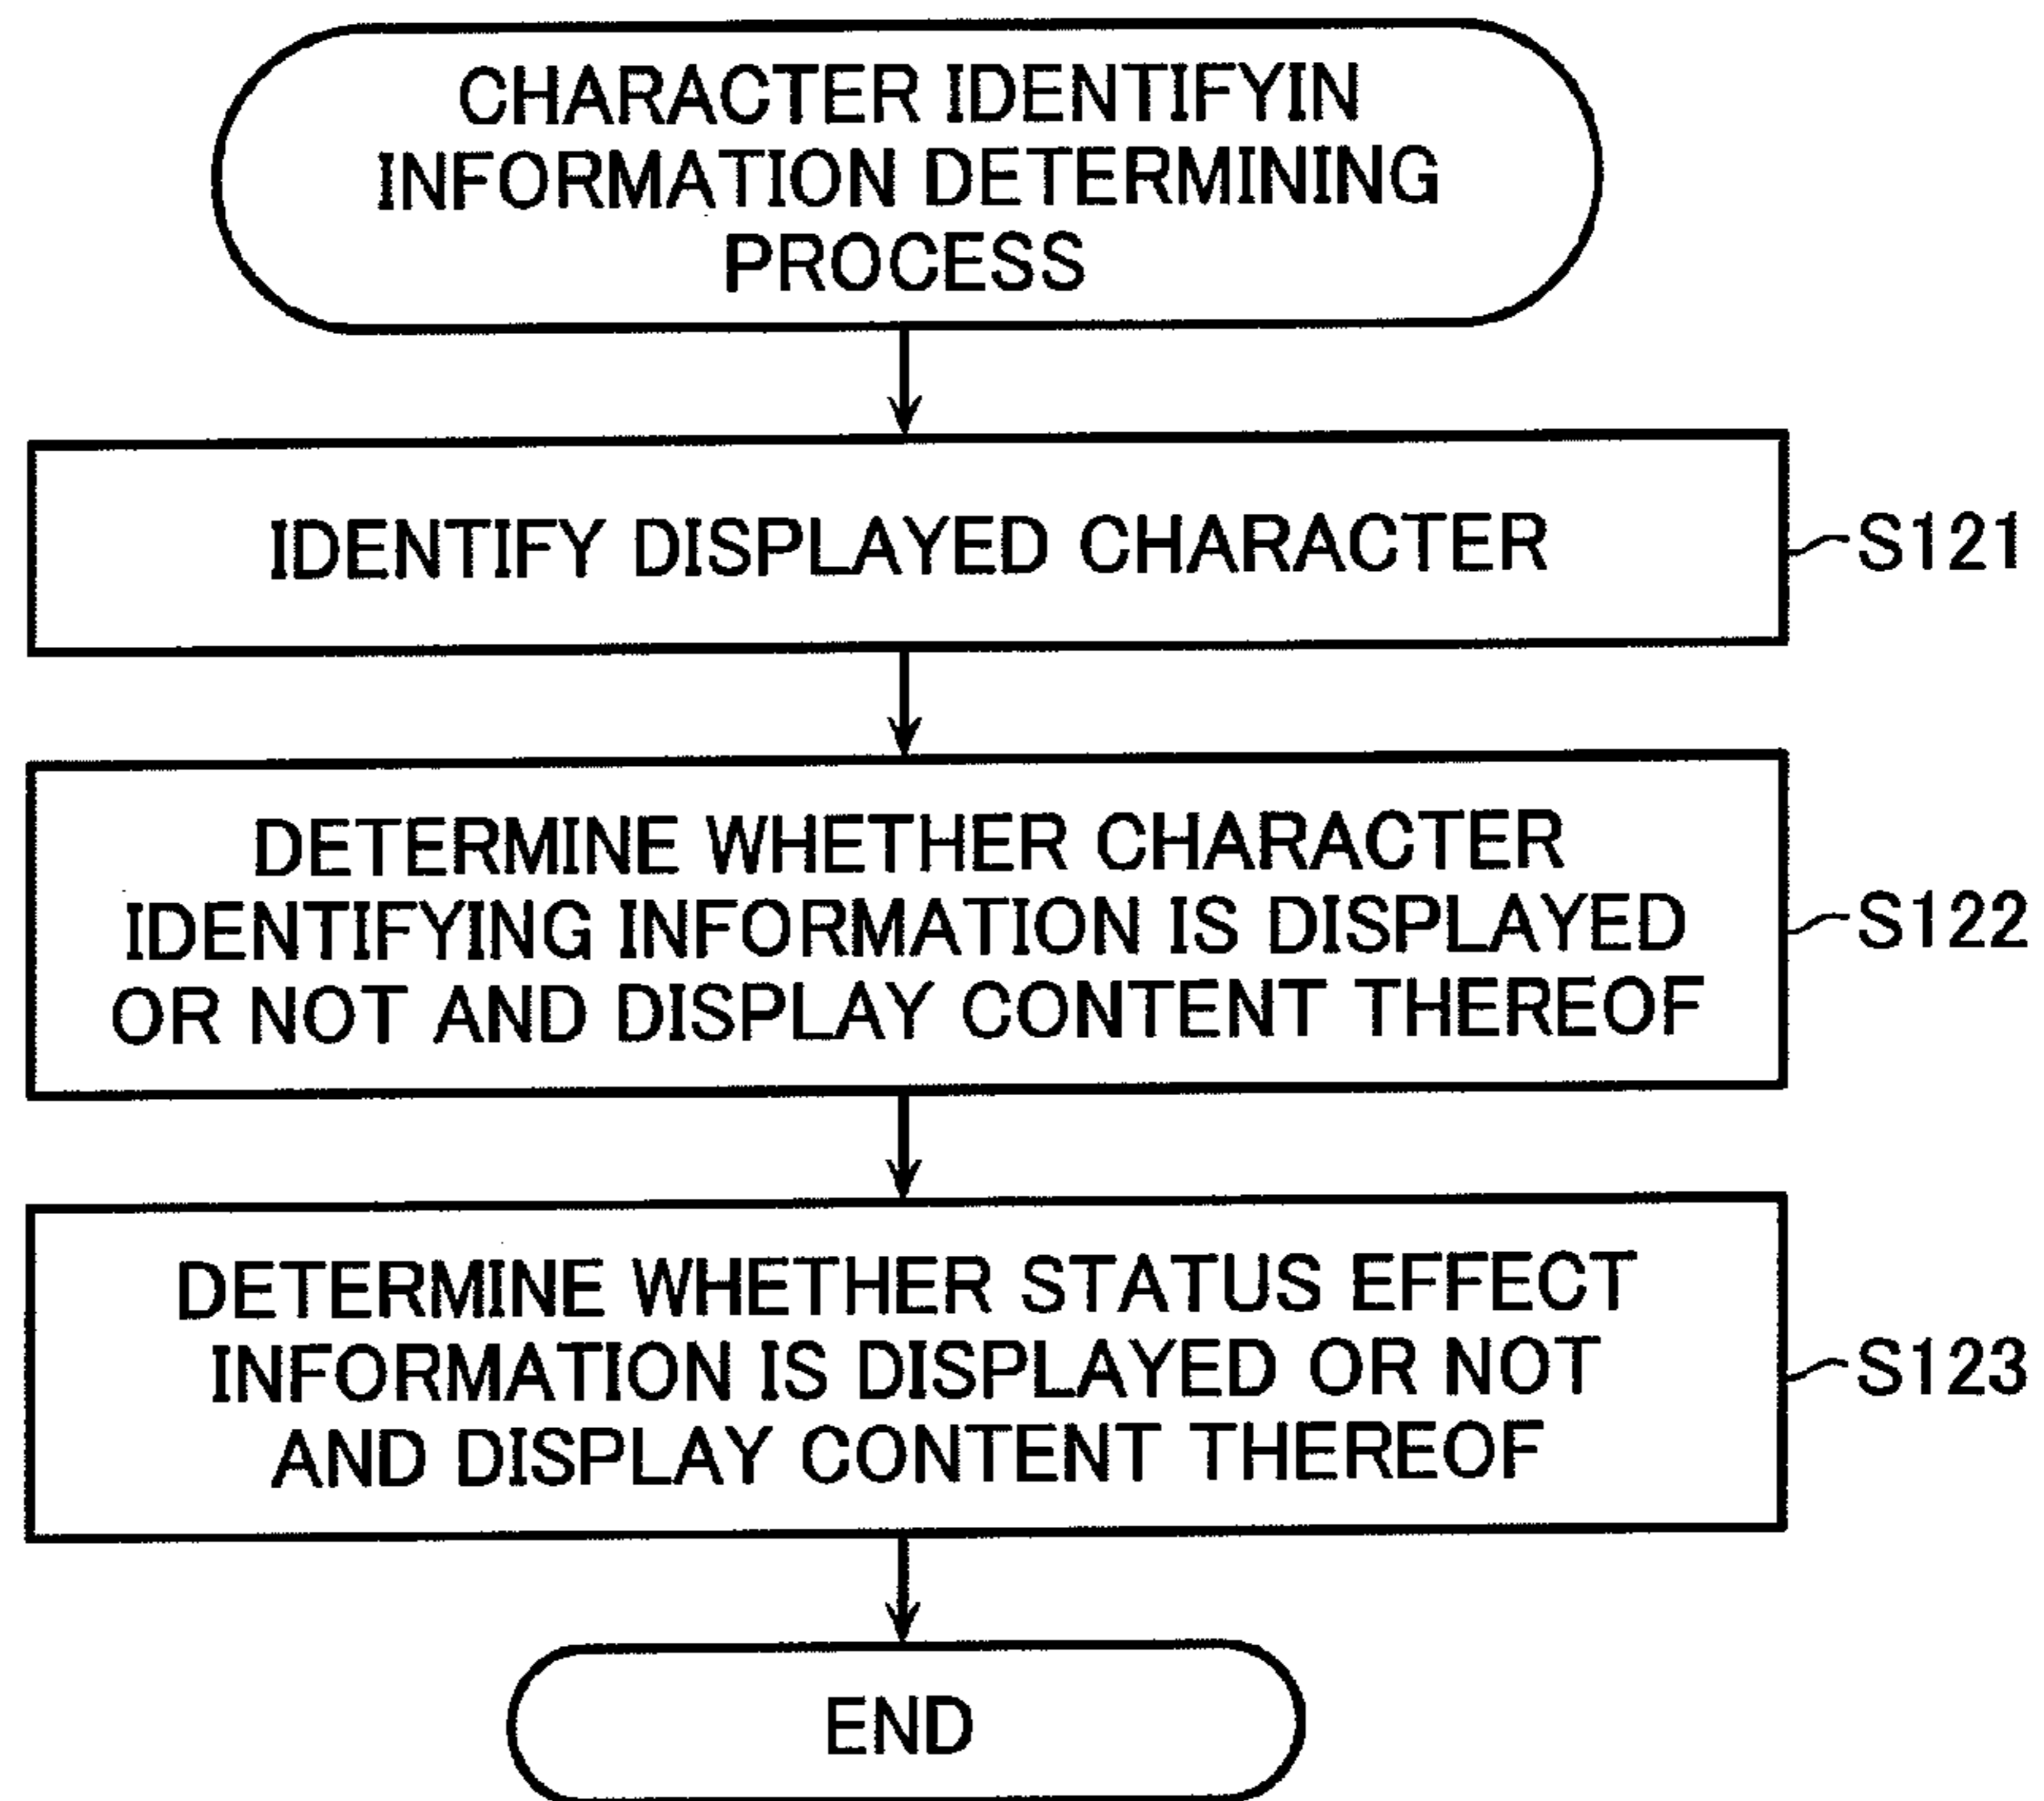 CHARACTER IDENTIFYIN
INFORMATION DETERMINING
PROCESS
IDENTIFY DISPLAYED CHARACTER
S121
DETERMINE WHETHER CHARACTER
IDENTIFYING INFORMATION IS DISPLAYED
OR NOT AND DISPLAY CONTENT THEREOF
S122
DETERMINE WHETHER STATUS EFFECT
INFORMATION IS DISPLAYED OR NOT
AND DISPLAY CONTENT THEREOF
S123
END